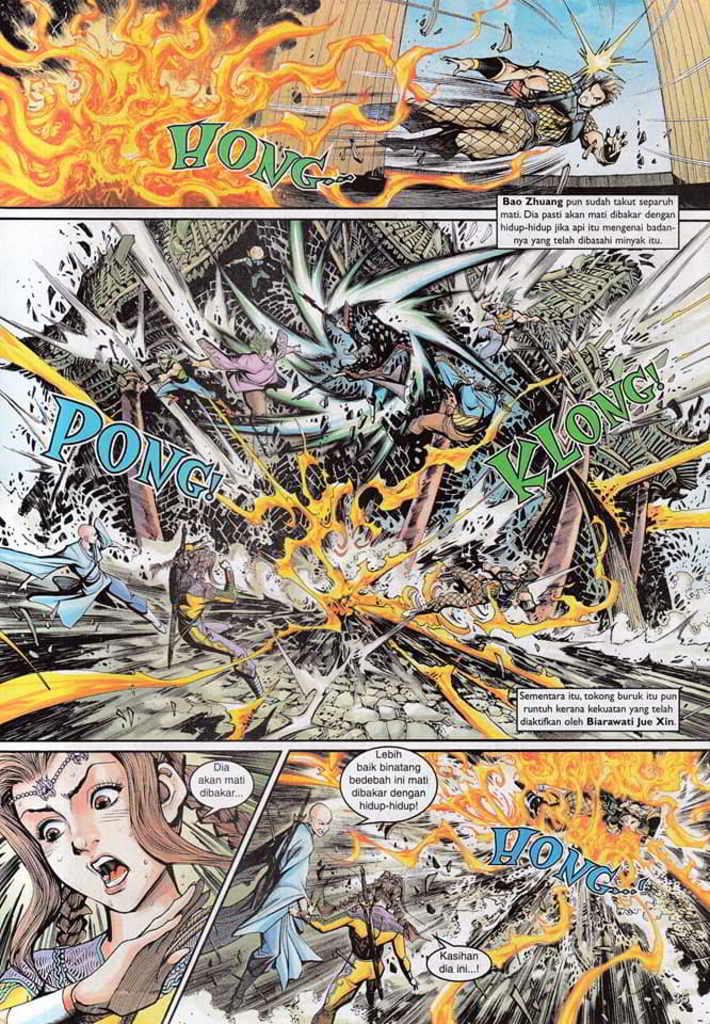 HONG...
Bao Zhuang pun sudah takut separuh
mati. Dia pasti akan mati dibakar dengan
hidup-hidup jika api itu mengenai badan-
nya yang telah dibasahi minyak itu.
PONG!
KLONG!
Sementara itu, tokong buruk itu pun
runtuh kerana kekuatan yang telah
diaktifkan oleh Biarawati Jue Xin.
Dia
akan mati
dibakar...
Lebih
baik binatang
bedebah ini mati
dibakar dengan
hidup-hidup!
HONG...
Kasihan
dia ini...!